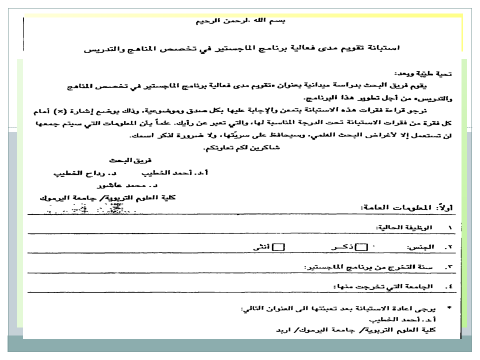 بسم الله الرحمن الرحيم
استبانة تقويم مدى فعالية برنامج الماجستير في تخصص المناهج والتدريس
تحية طيبة وبعد:
يقوم فريق البحث بدراسة ميدانية بعنوان «تقويم مدى فعالية برنامج الماجستير في تخصص المناهج
والتدريس» من أجل تطوير هذا البرنامج.
نرجو قراءة فقرات هذه الاستبانة بتمعن والإجابة عليها بكل صدق وموضوعية، وذلك بوضع إشارة (×) أمام
كل فقرة من فقرات الاستبانة تحت الدرجة المناسبة لها، والتي تعبر عن رأيك. علماً بأن المعلومات التي سيتم جمعها
لن تستعمل إلا لأغراض البحث العلمي، وسيحافظ على سريتها، ولا ضرورة لذكر اسمك.
شاكرين لكم تعاونكم.
فريق البحث
أ.د. أحمد الخطيب د. رداح الخطيب
د. محمد عاشور
كلية العلوم التربوية/ جامعة اليرموك
أولاً: المعلومات العامة:
١. الوظيفة الحالية:
٢. الجنس: ذكر أنثى
٣. سنة التخرج من برنامج الماجستير:
٤. الجامعة التي تخرجت منها:
* يرجى اعادة الاستبانة بعد تعبئتها الى العنوان التالي:
أ.د. أحمد الخطيب
كلية العلوم التربوية/ جامعة اليرموك/ اربد